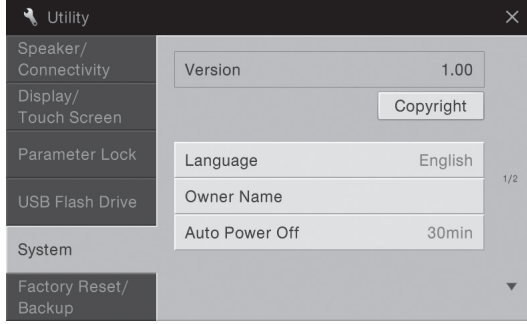 Utility
Speaker/
Connectivity
Display/
Touch Screen
Parameter Lock
USB Flash Drive
System
Factory Reset/
Backup
Version 1.00
Copyright
Language English
Owner Name
Auto Power Off 30min
1/2